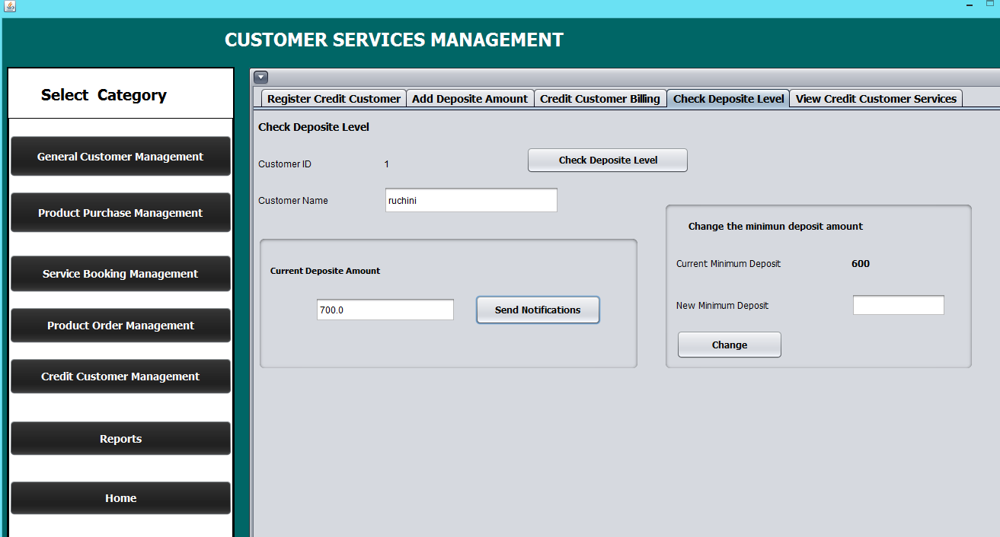 CUSTOMER SERVICES MANAGEMENT
Select Category
General Customer Management
Product Purchase Management
Service Booking Management
Product Order Management
Credit Customer Management
Reports
Home
Register Credit Customer
Add Deposite Amount
Credit Customer Billing
Check Deposite Level
View Credit Customer Services
Check Deposite Level
Customer ID 1
Check Deposite Level
Customer Name ruchini
Current Deposite Amount
700.0
Send Notifications
Change the minimun deposit amount
Current Minimum Deposit 600
New Minimum Deposit
Change